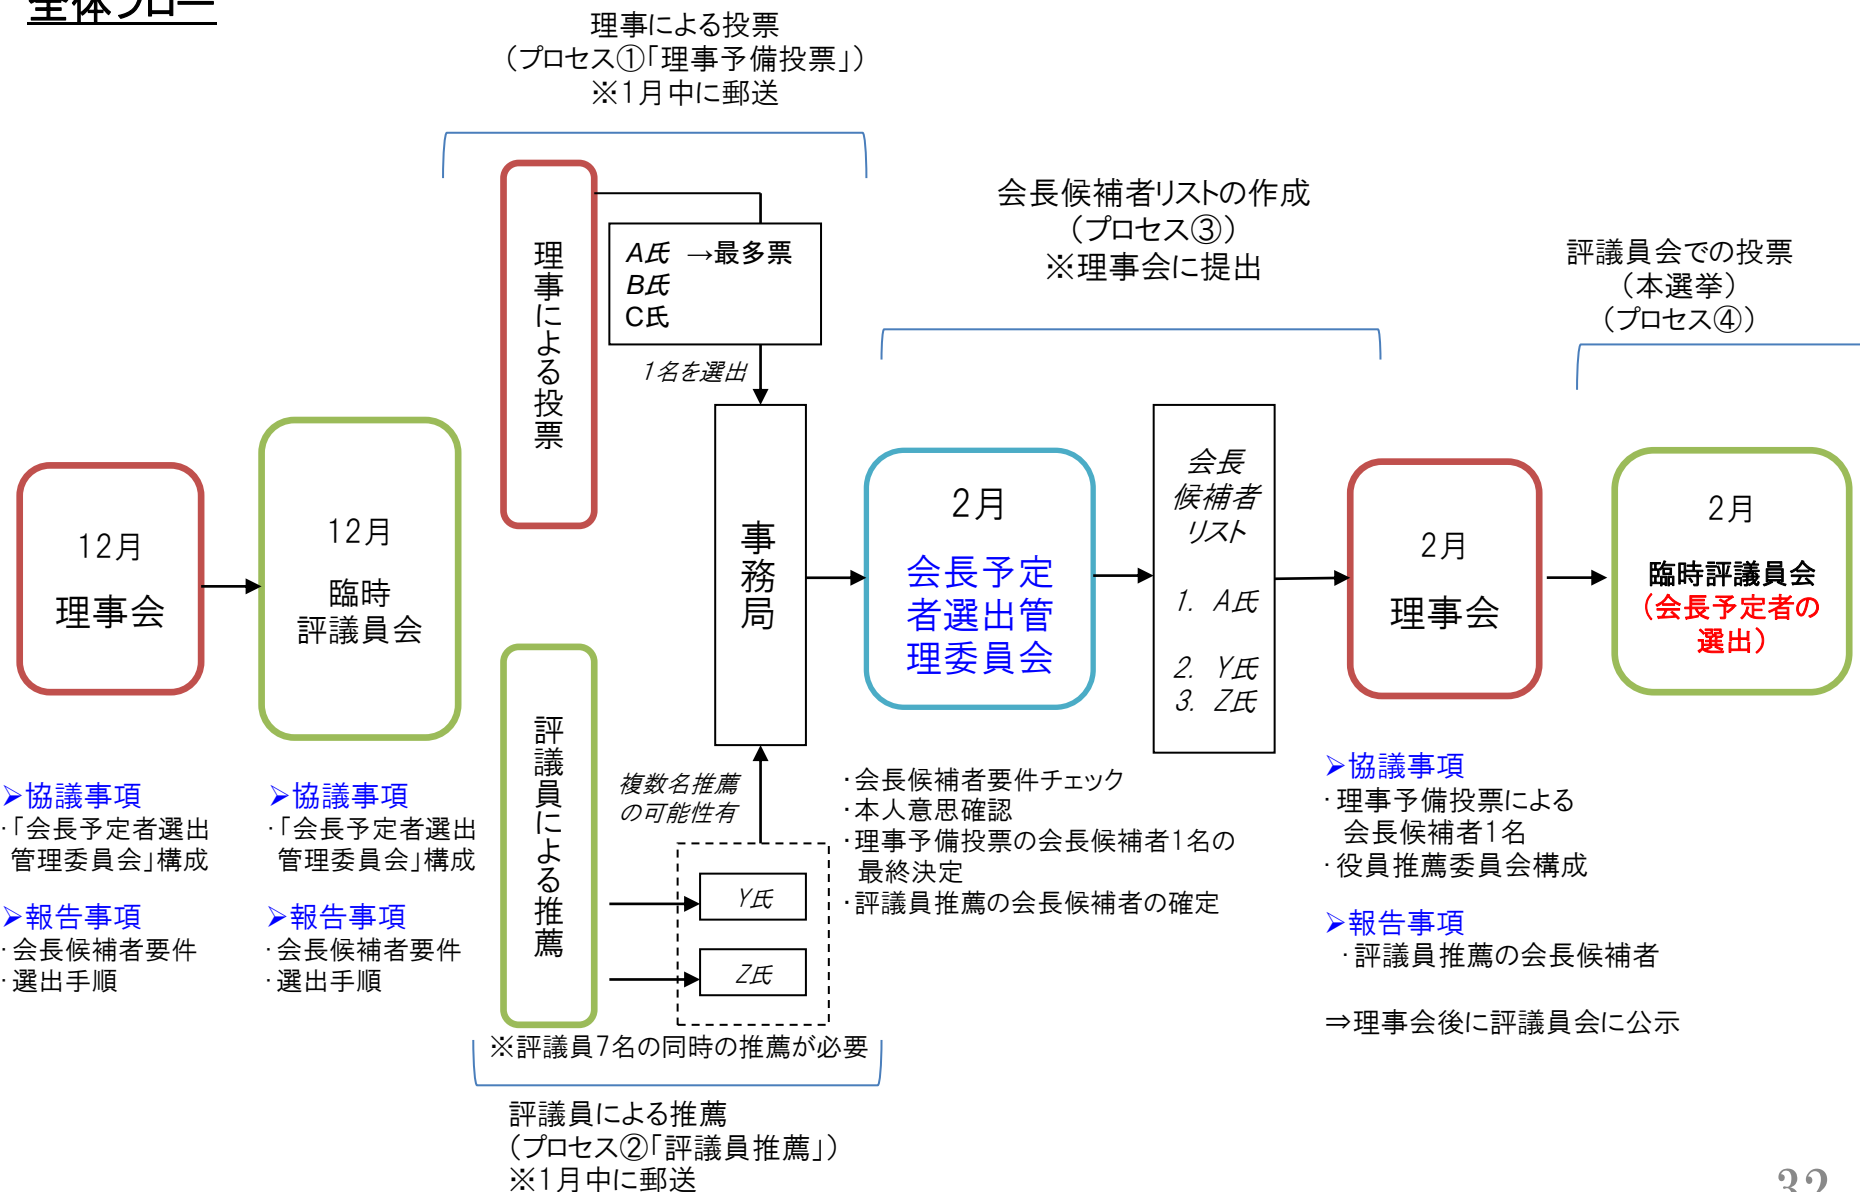 全体フロー
理事による投票
（プロセス①「理事予備投票」）
※1月中に郵送
理事による投票
A氏 →最多票
B氏
C氏
1名を選出
会長候補者リストの作成
（プロセス③）
※理事会に提出
評議員会での投票
（本選挙）
（プロセス④）
12月
理事会
12月
臨時
評議員会
事務局
2月
会長予定
者選出管
理委員会
会長
候補者
リスト
1. A氏
2. Y氏
3. Z氏
2月
理事会
2月
臨時評議員会
（会長予定者の
選出）
➢協議事項
・「会長予定者選出
管理委員会」構成
➢報告事項
・会長候補者要件
・選出手順
➢協議事項
・「会長予定者選出
管理委員会」構成
➢報告事項
・会長候補者要件
・選出手順
評議員による推薦
複数名推薦
の可能性有
Y氏
Z氏
※評議員7名の同時の推薦が必要
評議員による推薦
（プロセス②「評議員推薦」）
※1月中に郵送
・会長候補者要件チェック
・本人意思確認
・理事予備投票の会長候補者1名の
最終決定
・評議員推薦の会長候補者の確定
➢協議事項
・理事予備投票による
会長候補者1名
・役員推薦委員会構成
➢報告事項
・評議員推薦の会長候補者
⇒理事会後に評議員会に公示
32